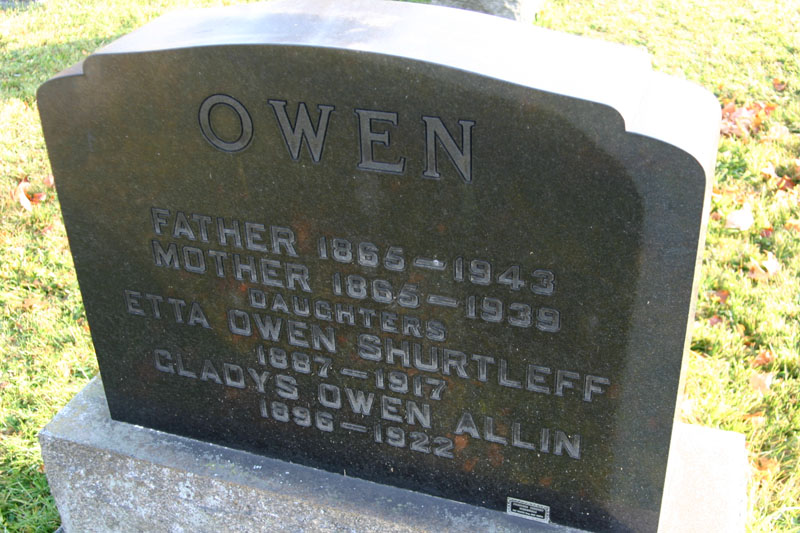 OWEN
FATHER 1865-1943
MOTHER 1865-1939
DAUGHTERS
ETTA OWEN SHURTLEFF
1887-1917
GLADYS OWEN ALLIN
1896-1922